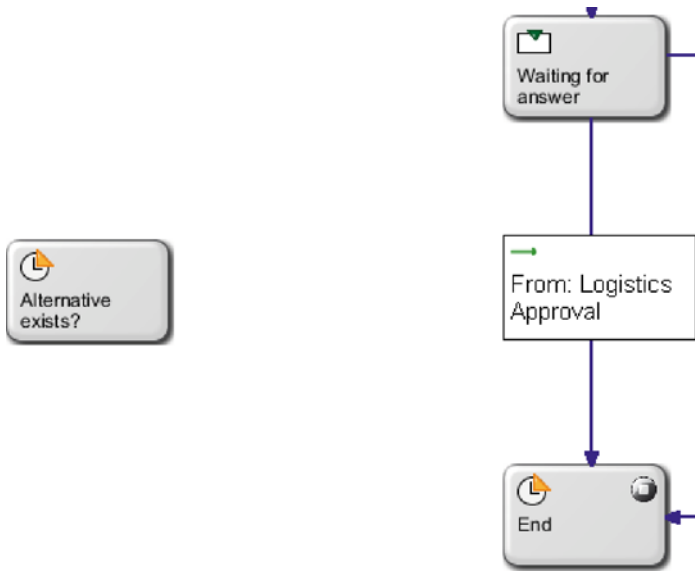 Waiting for
answer
Alternative
exists?
From: Logistics
Approval
End